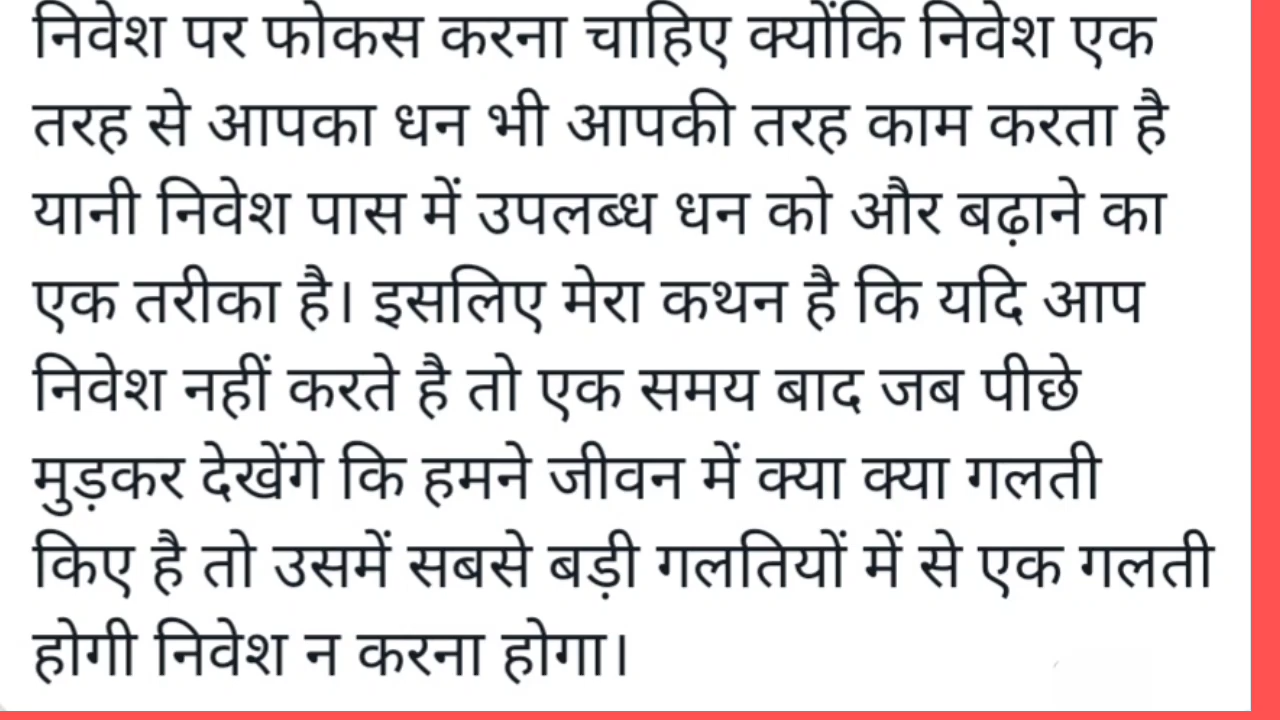 निवेश पर फोकस करना चाहिए क्योंकि निवेश एक
तरह से आपका धन भी आपकी तरह काम करता है
यानी निवेश पास में उपलब्ध धन को और बढ़ाने का
एक तरीका है। इसलिए मेरा कथन है कि यदि आप
निवेश नहीं करते है तो एक समय बाद जब पीछे
मुड़कर देखेंगे कि हमने जीवन में क्या क्या गलती
किए है तो उसमें सबसे बड़ी गलतियों में से एक गलती
होगी निवेश न करना होगा।